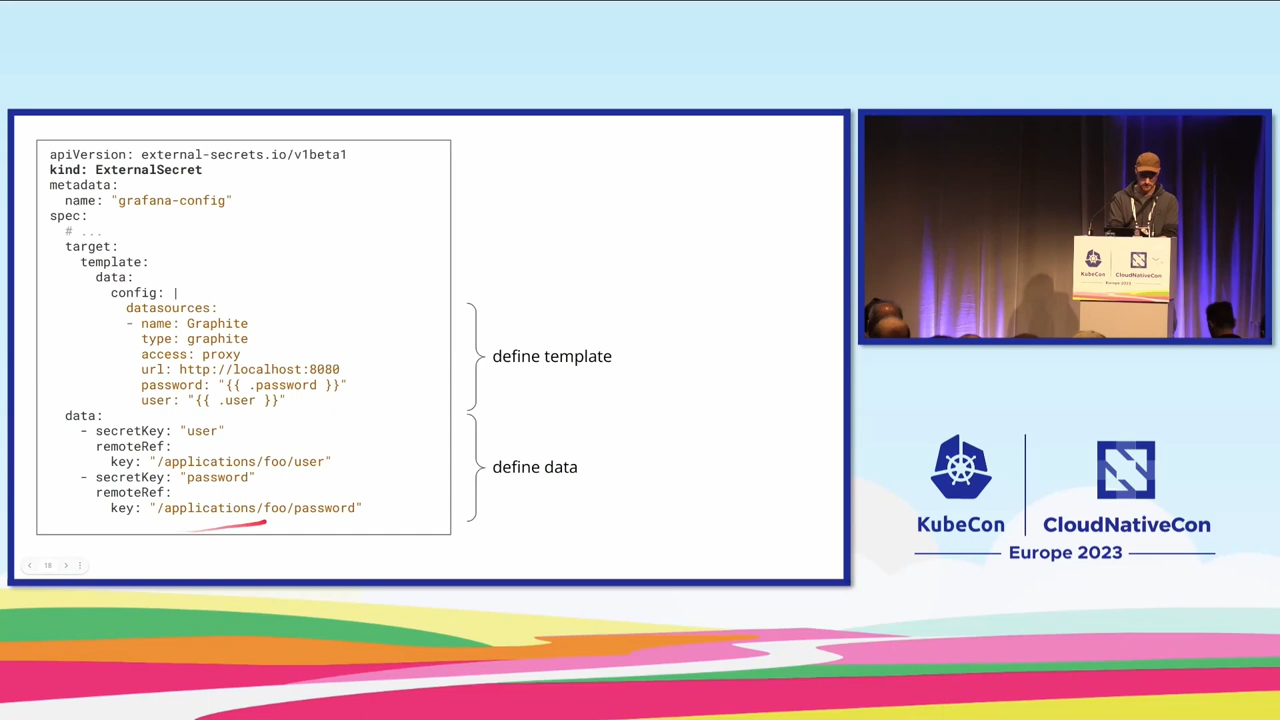 apiVersion: external-secrets.io/v1beta1
kind: ExternalSecret
metadata:
  name: "grafana-config"
spec:
  # ...
  target:
    template:
      data:
        config: |
          datasources:
          - name: Graphite
            type: graphite
            access: proxy
            url: http://localhost:8080
            password: "{{ .password }}"
            user: "{{ .user }}"
  data:
    - secretKey: "user"
      remoteRef:
        key: "/applications/foo/user"
    - secretKey: "password"
      remoteRef:
        key: "/applications/foo/password"
define template
define data
18
KubeCon
CloudNativeCon
Europe 2023
KubeCon
CloudNativeCon
Europe 2023